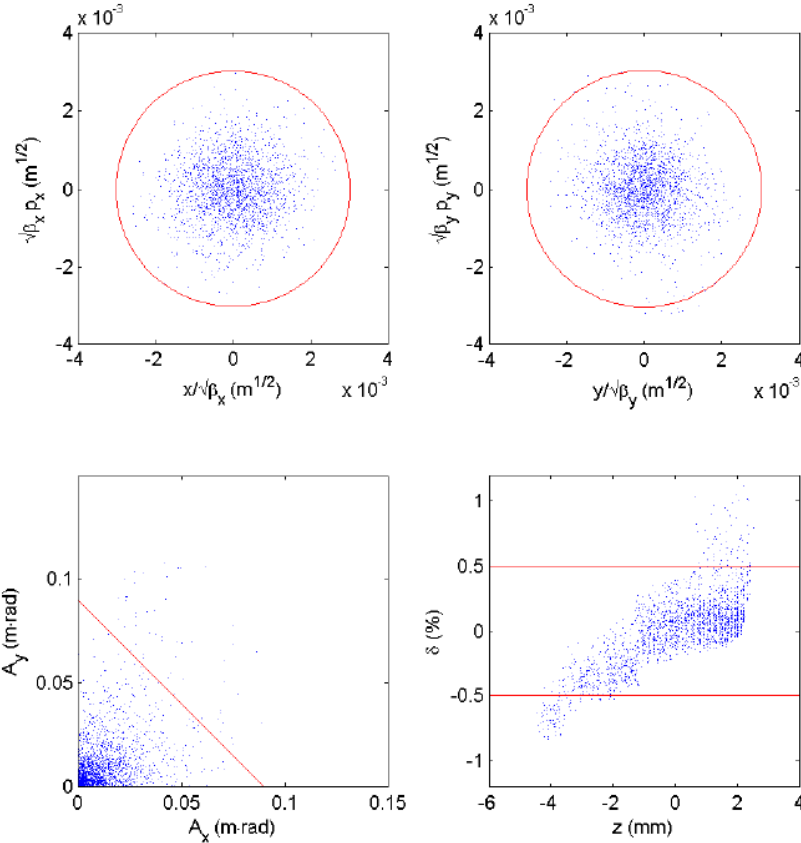 x 10⁻³
4
2
0
-2
-4
√βₓ pₓ (m^{1/2})
-4 -2 0 2 4
x/√βₓ (m^{1/2}) x 10⁻³
x 10⁻³
4
2
0
-2
-4
√β_y p_y (m^{1/2})
-4 -2 0 2 4
y/√β_y (m^{1/2}) x 10⁻³
0.1
0.05
0
A_y (m·rad)
0 0.05 0.1 0.15
A_x (m·rad)
1
0.5
0
-0.5
-1
δ (%)
-6 -4 -2 0 2 4
z (mm)